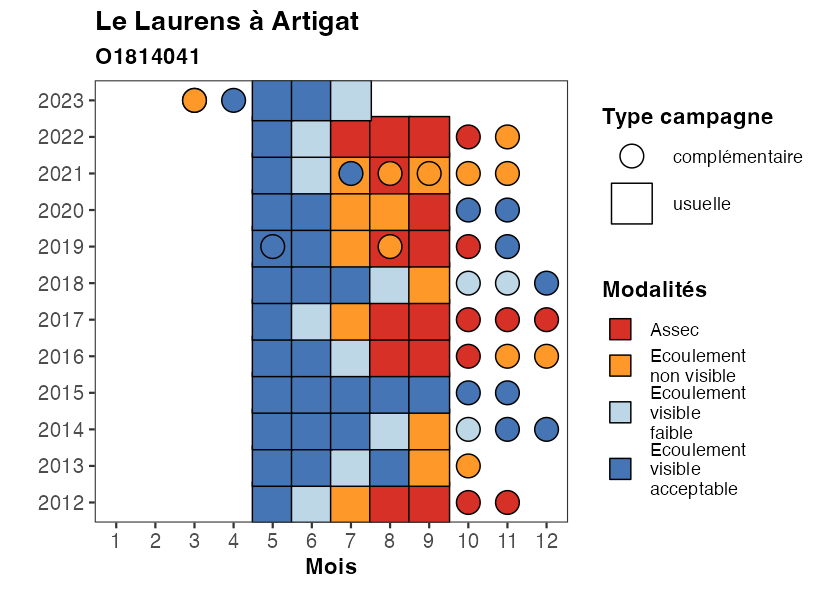 Le Laurens à Artigat
O1814041
2023
2022
2021
2020
2019
2018
2017
2016
2015
2014
2013
2012
1 2 3 4 5 6 7 8 9 10 11 12
Mois
Type campagne
complémentaire
usuelle
Modalités
Assec
Ecoulement
non visible
Ecoulement
visible
faible
Ecoulement
visible
acceptable